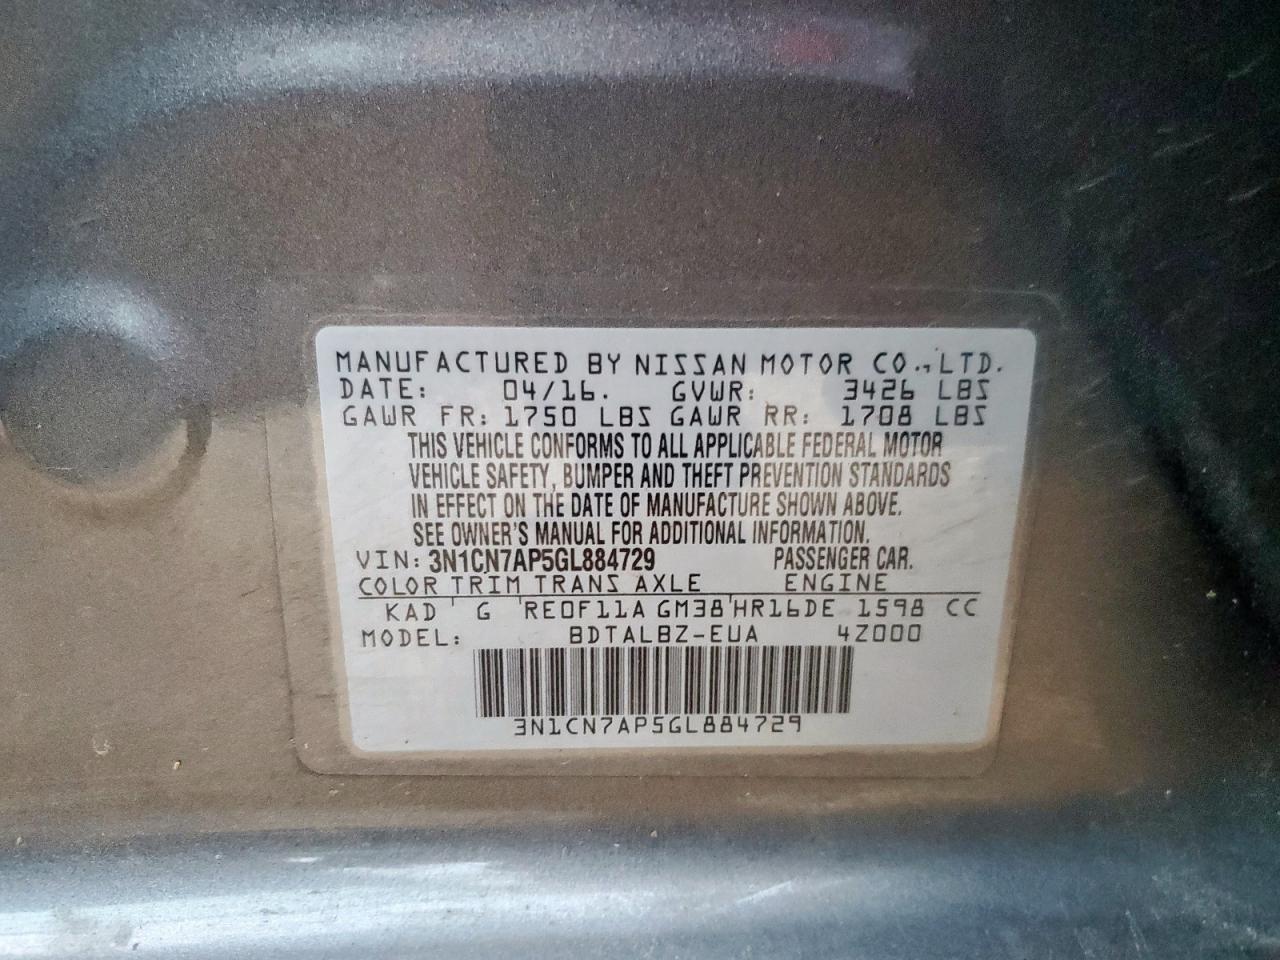 MANUFACTURED BY NISSAN MOTOR CO.,LTD.
DATE: 04/16. GVWR: 3426 LBS
GAWR FR: 1750 LBS GAWR RR: 1708 LBS
THIS VEHICLE CONFORMS TO ALL APPLICABLE FEDERAL MOTOR
VEHICLE SAFETY, BUMPER AND THEFT PREVENTION STANDARDS
IN EFFECT ON THE DATE OF MANUFACTURE SHOWN ABOVE.
SEE OWNER'S MANUAL FOR ADDITIONAL INFORMATION.
VIN: 3N1CN7AP5GL884729 PASSENGER CAR.
COLOR TRIM TRANS AXLE ENGINE
KAD ' G 'RE0F11A GM38'HR16DE 1598 CC
MODEL: BDTALBZ-EUA 4Z000
3N1CN7AP5GL884729